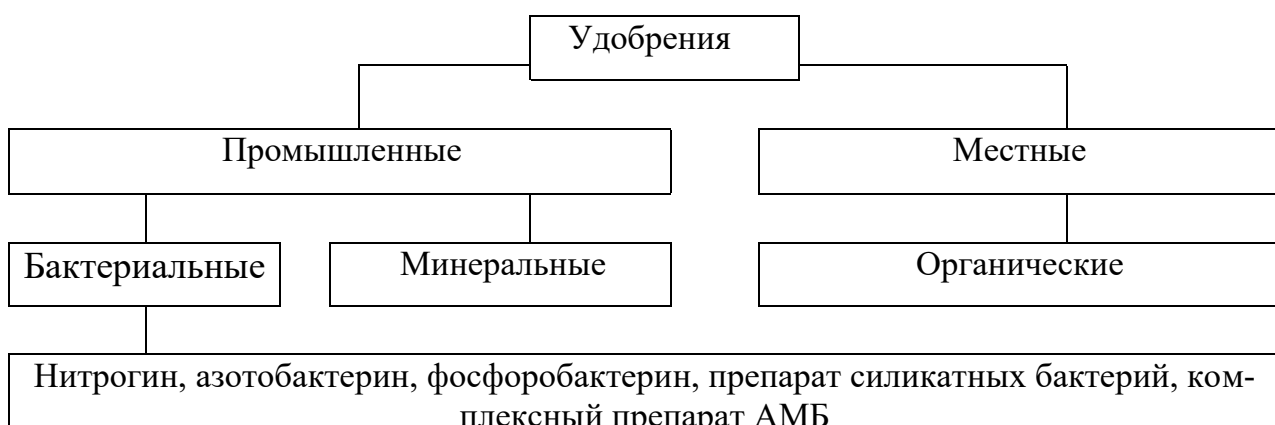 Удобрения
Промышленные
Местные
Бактериальные
Минеральные
Органические
Нитрогин, азотобактерин, фосфоробактерин, препарат силикатных бактерий, ком-
плексный препарат АМБ